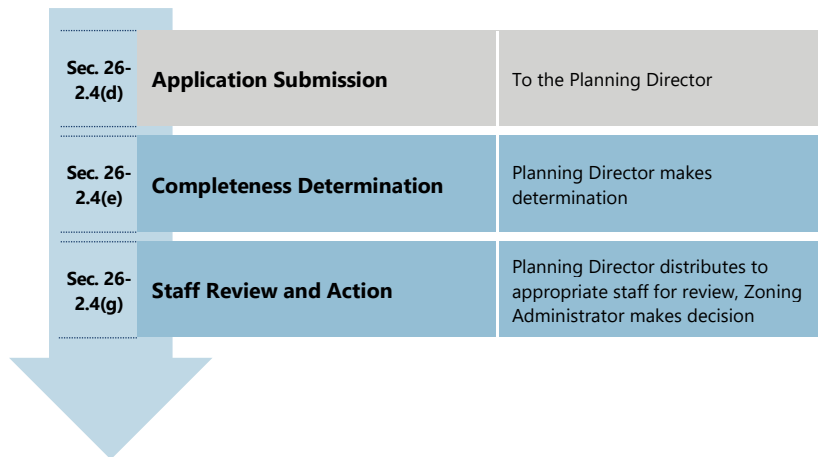 Sec. 26-
2.4(d)
Application Submission
To the Planning Director
Sec. 26-
2.4(e)
Completeness Determination
Planning Director makes
determination
Sec. 26-
2.4(g)
Staff Review and Action
Planning Director distributes to
appropriate staff for review, Zoning
Administrator makes decision